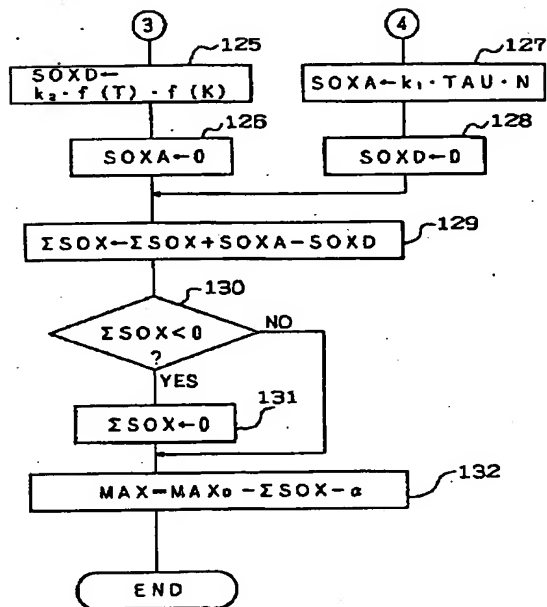 3
4
125
127
SOXD←
k₂・f(T)・f(K)
SOXA←k₁・TAU・N
126
128
SOXA←0
SOXD←0
ΣSOX←ΣSOX+SOXA−SOXD
129
130
ΣSOX<0
?
NO
YES
131
ΣSOX←0
132
MAX=MAX₀−ΣSOX−α
END